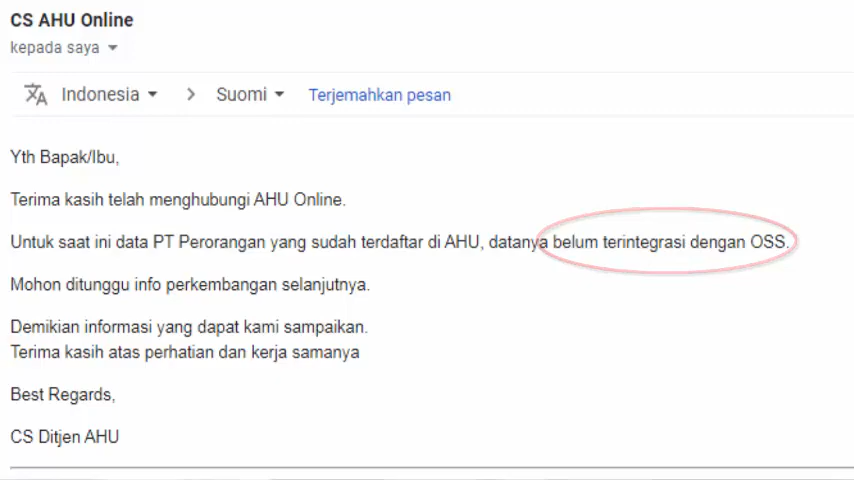 CS AHU Online
kepada saya
Indonesia > Suomi Terjemahkan pesan
Yth Bapak/Ibu,
Terima kasih telah menghubungi AHU Online.
Untuk saat ini data PT Perorangan yang sudah terdaftar di AHU, datanya belum terintegrasi dengan OSS.
Mohon ditunggu info perkembangan selanjutnya.
Demikian informasi yang dapat kami sampaikan.
Terima kasih atas perhatian dan kerja samanya
Best Regards,
CS Ditjen AHU